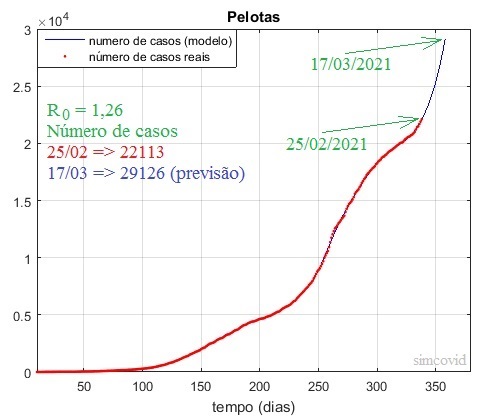 Pelotas
× 10⁴
numero de casos (modelo)
número de casos reais
17/03/2021
R₀ = 1,26
Número de casos
25/02 => 22113
17/03 => 29126 (previsão)
25/02/2021
3
2.5
2
1.5
1
0.5
0
simcovid
50 100 150 200 250 300 350
tempo (dias)